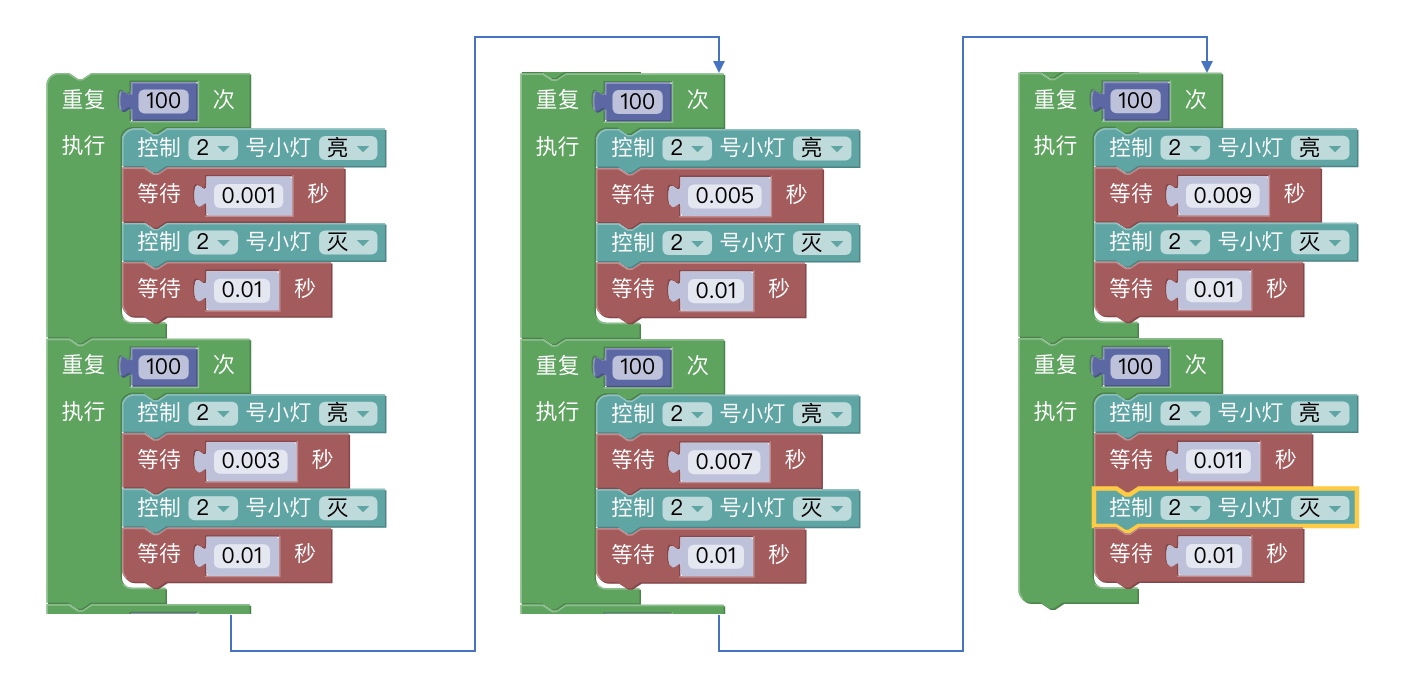 重复 100 次
执行 控制 2 号小灯 亮
等待 0.001 秒
控制 2 号小灯 灭
等待 0.01 秒
重复 100 次
执行 控制 2 号小灯 亮
等待 0.003 秒
控制 2 号小灯 灭
等待 0.01 秒
重复 100 次
执行 控制 2 号小灯 亮
等待 0.005 秒
控制 2 号小灯 灭
等待 0.01 秒
重复 100 次
执行 控制 2 号小灯 亮
等待 0.007 秒
控制 2 号小灯 灭
等待 0.01 秒
重复 100 次
执行 控制 2 号小灯 亮
等待 0.009 秒
控制 2 号小灯 灭
等待 0.01 秒
重复 100 次
执行 控制 2 号小灯 亮
等待 0.011 秒
控制 2 号小灯 灭
等待 0.01 秒